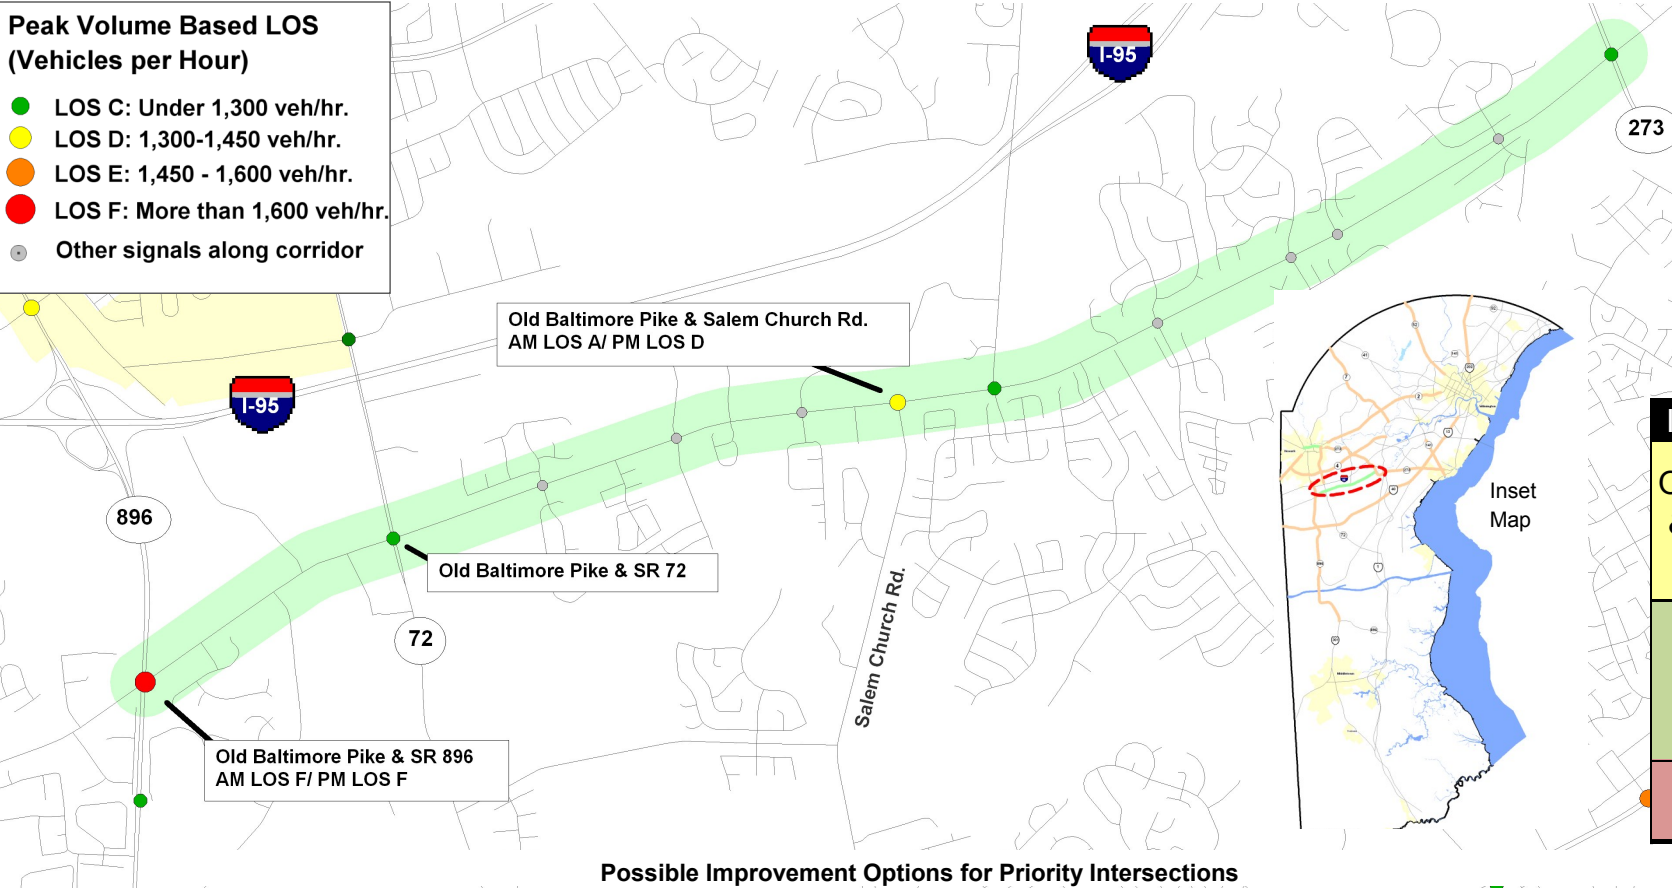 Peak Volume Based LOS
(Vehicles per Hour)
LOS C: Under 1,300 veh/hr.
LOS D: 1,300-1,450 veh/hr.
LOS E: 1,450 - 1,600 veh/hr.
LOS F: More than 1,600 veh/hr.
Other signals along corridor
I-95
273
Old Baltimore Pike & Salem Church Rd.
AM LOS A/ PM LOS D
I-95
896
Old Baltimore Pike & SR 72
72
Salem Church Rd.
Old Baltimore Pike & SR 896
AM LOS F/ PM LOS F
Inset
Map
Possible Improvement Options for Priority Intersections